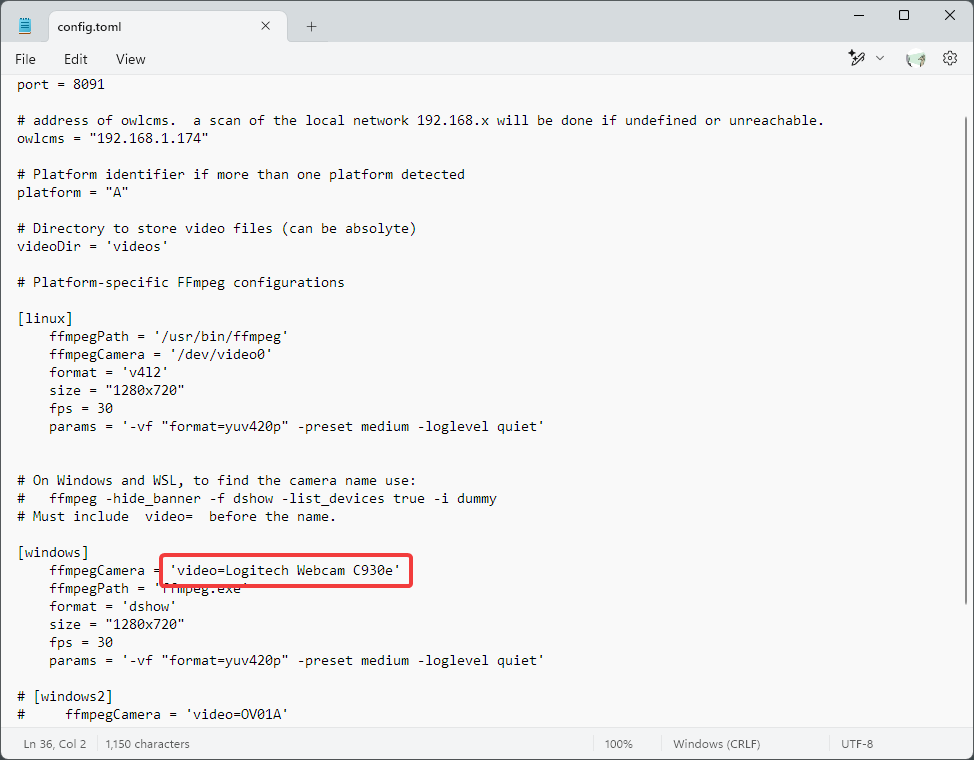 config.toml
File Edit View
port = 8091
# address of owlcms.  a scan of the local network 192.168.x will be done if undefined or unreachable.
owlcms = "192.168.1.174"
# Platform identifier if more than one platform detected
platform = "A"
# Directory to store video files (can be absolyte)
videoDir = 'videos'
# Platform-specific FFmpeg configurations
[linux]
    ffmpegPath = '/usr/bin/ffmpeg'
    ffmpegCamera = '/dev/video0'
    format = 'v4l2'
    size = "1280x720"
    fps = 30
    params = '-vf "format=yuv420p" -preset medium -loglevel quiet'
# On Windows and WSL, to find the camera name use:
#   ffmpeg -hide_banner -f dshow -list_devices true -i dummy
# Must include  video=  before the name.
[windows]
    ffmpegCamera = 'video=Logitech Webcam C930e'
    ffmpegPath = 'ffmpeg.exe'
    format = 'dshow'
    size = "1280x720"
    fps = 30
    params = '-vf "format=yuv420p" -preset medium -loglevel quiet'
# [windows2]
#     ffmpegCamera = 'video=OV01A'
Ln 36, Col 2 1,150 characters 100% Windows (CRLF) UTF-8